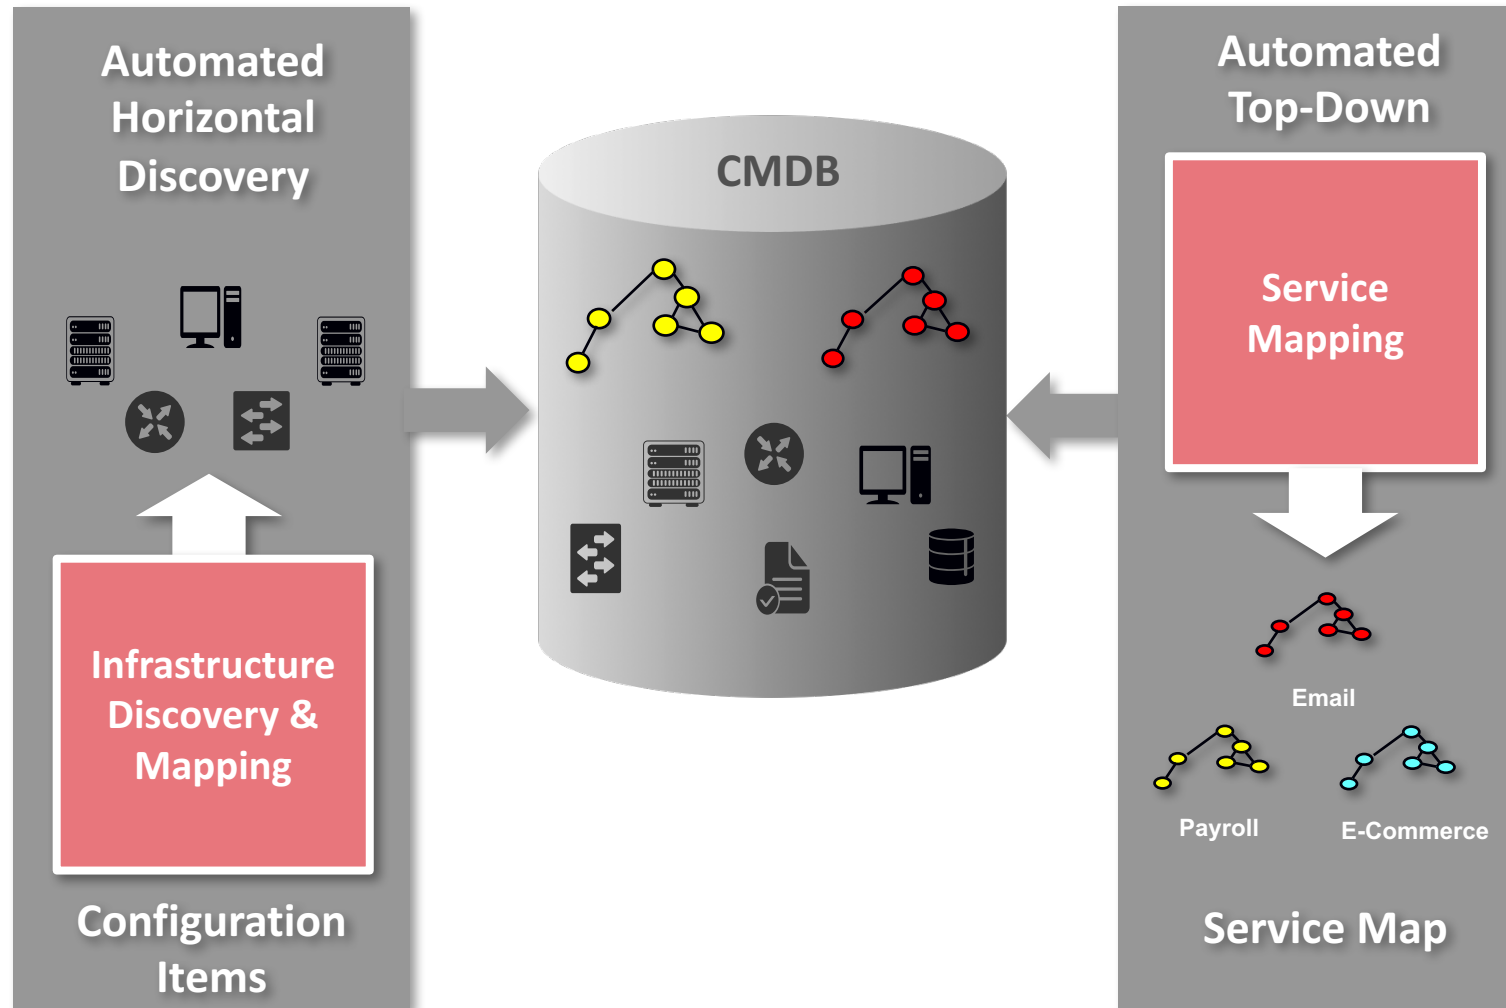 Automated
Horizontal
Discovery
Infrastructure
Discovery &
Mapping
Configuration
Items
CMDB
Automated
Top-Down
Service
Mapping
Email
Payroll
E-Commerce
Service Map